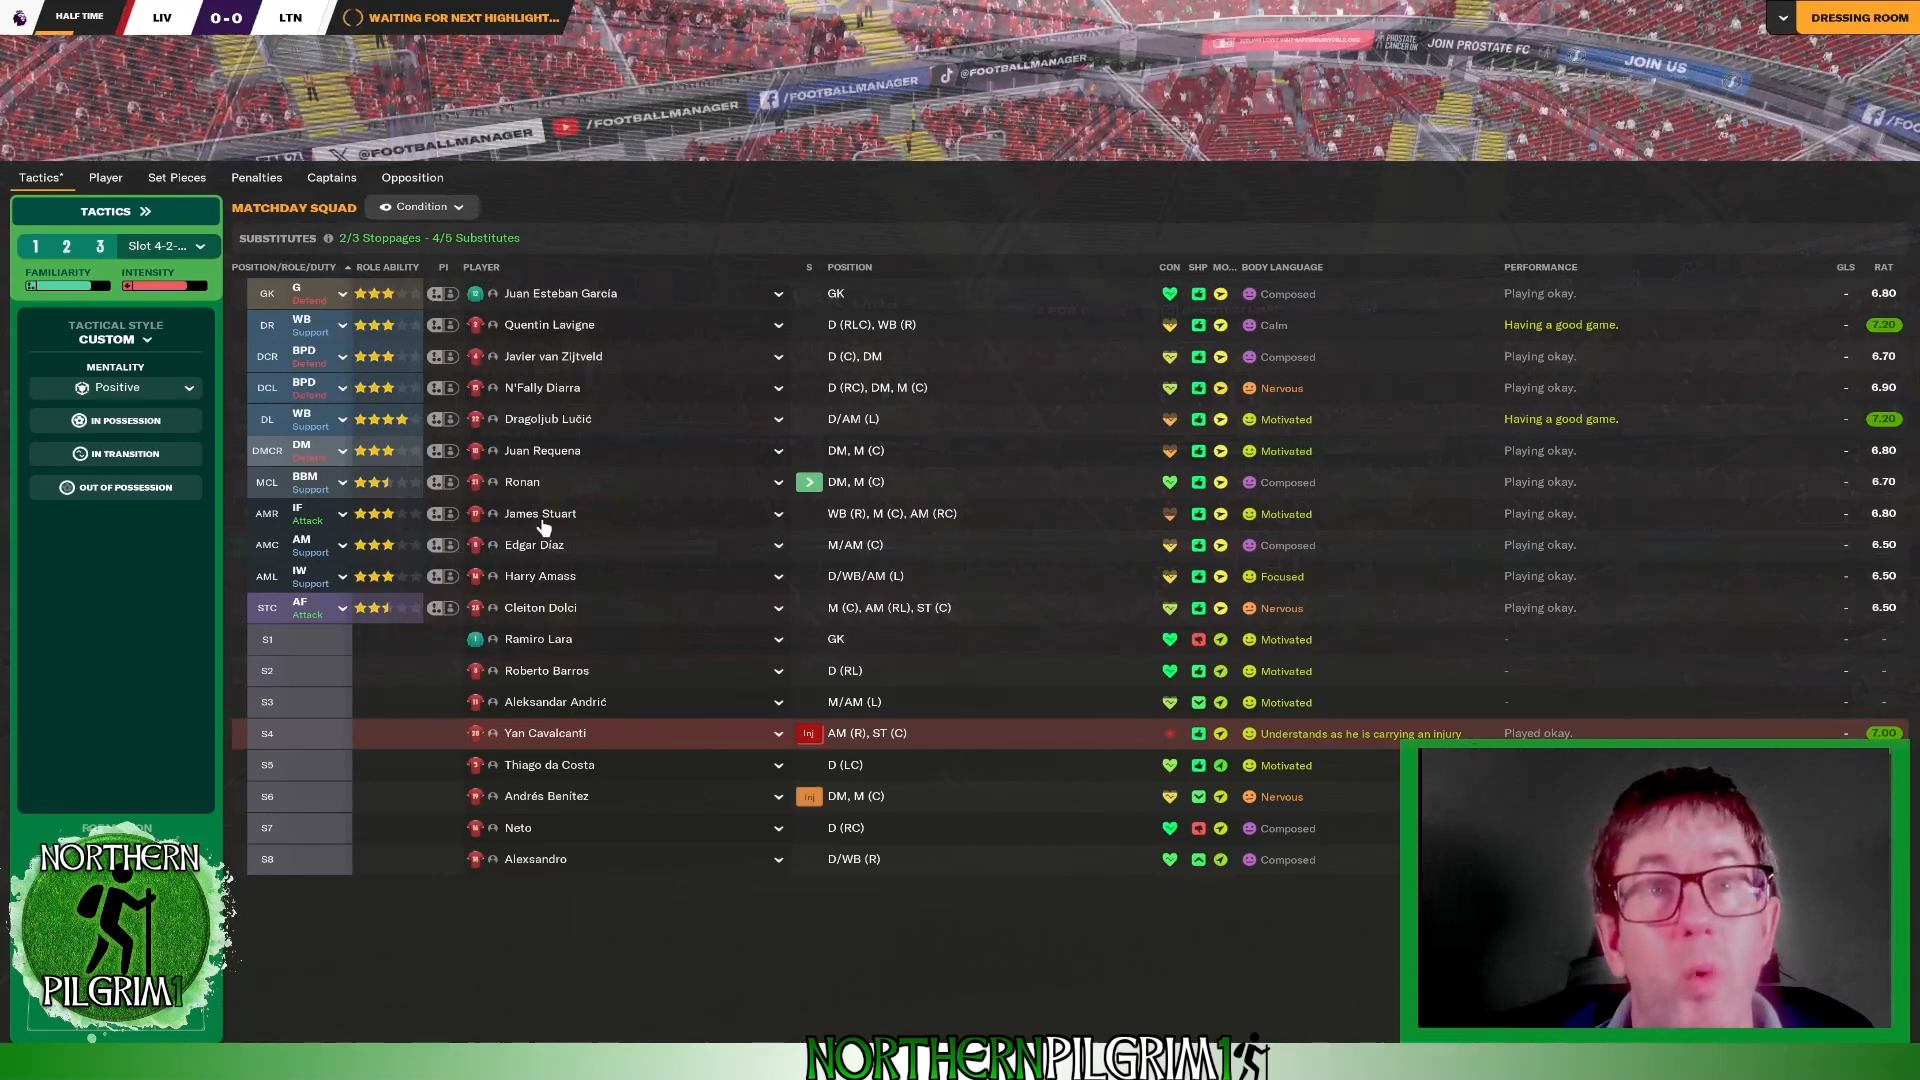 HALF TIME LIV 0-0 LTN WAITING FOR NEXT HIGHLIGHT... DRESSING ROOM
JOIN PROSTATE FC JOIN US
/FOOTBALLMANAGER @FOOTBALLMANAGER
@FOOTBALLMANAGER /FOOTBALLMANAGER
Tactics* Player Set Pieces Penalties Captains Opposition
TACTICS
1 2 3 Slot 4-2-...
FAMILIARITY INTENSITY
TACTICAL STYLE
CUSTOM
MENTALITY
Positive
IN POSSESSION
IN TRANSITION
OUT OF POSSESSION
MATCHDAY SQUAD Condition
SUBSTITUTES 2/3 Stoppages - 4/5 Substitutes
POSITION/ROLE/DUTY ROLE ABILITY PI PLAYER S POSITION CON SHP MO... BODY LANGUAGE PERFORMANCE GLS RAT
GK G Defend Juan Esteban García GK Composed Playing okay. - 6.80
DR WB Support Quentin Lavigne D (RLC), WB (R) Calm Having a good game. - 7.20
DCR BPD Defend Javier van Zijtveld D (C), DM Composed Playing okay. - 6.70
DCL BPD Defend N'Fally Diarra D (RC), DM, M (C) Nervous Playing okay. - 6.90
DL WB Support Dragoljub Lučić D/AM (L) Motivated Having a good game. - 7.20
DMCR DM Defend Juan Requena DM, M (C) Motivated Playing okay. - 6.80
MCL BBM Support Ronan DM, M (C) Composed Playing okay. - 6.70
AMR IF Attack James Stuart WB (R), M (C), AM (RC) Motivated Playing okay. - 6.80
AMC AM Support Edgar Díaz M/AM (C) Composed Playing okay. - 6.50
AML IW Support Harry Amass D/WB/AM (L) Focused Playing okay. - 6.50
STC AF Attack Cleiton Dolci M (C), AM (RL), ST (C) Nervous Playing okay. - 6.50
S1 Ramiro Lara GK Motivated - - -
S2 Roberto Barros D (RL) Motivated - - -
S3 Aleksandar Andrić M/AM (L) Motivated - - -
S4 Yan Cavalcanti Inj AM (R), ST (C) Understands as he is carrying an injury Played okay. - 7.00
S5 Thiago da Costa D (LC) Motivated
S6 Andrés Benítez Inj DM, M (C) Nervous
S7 Neto D (RC) Composed
S8 Alexsandro D/WB (R) Composed
NORTHERN
PILGRIM1
NORTHERNPILGRIM1